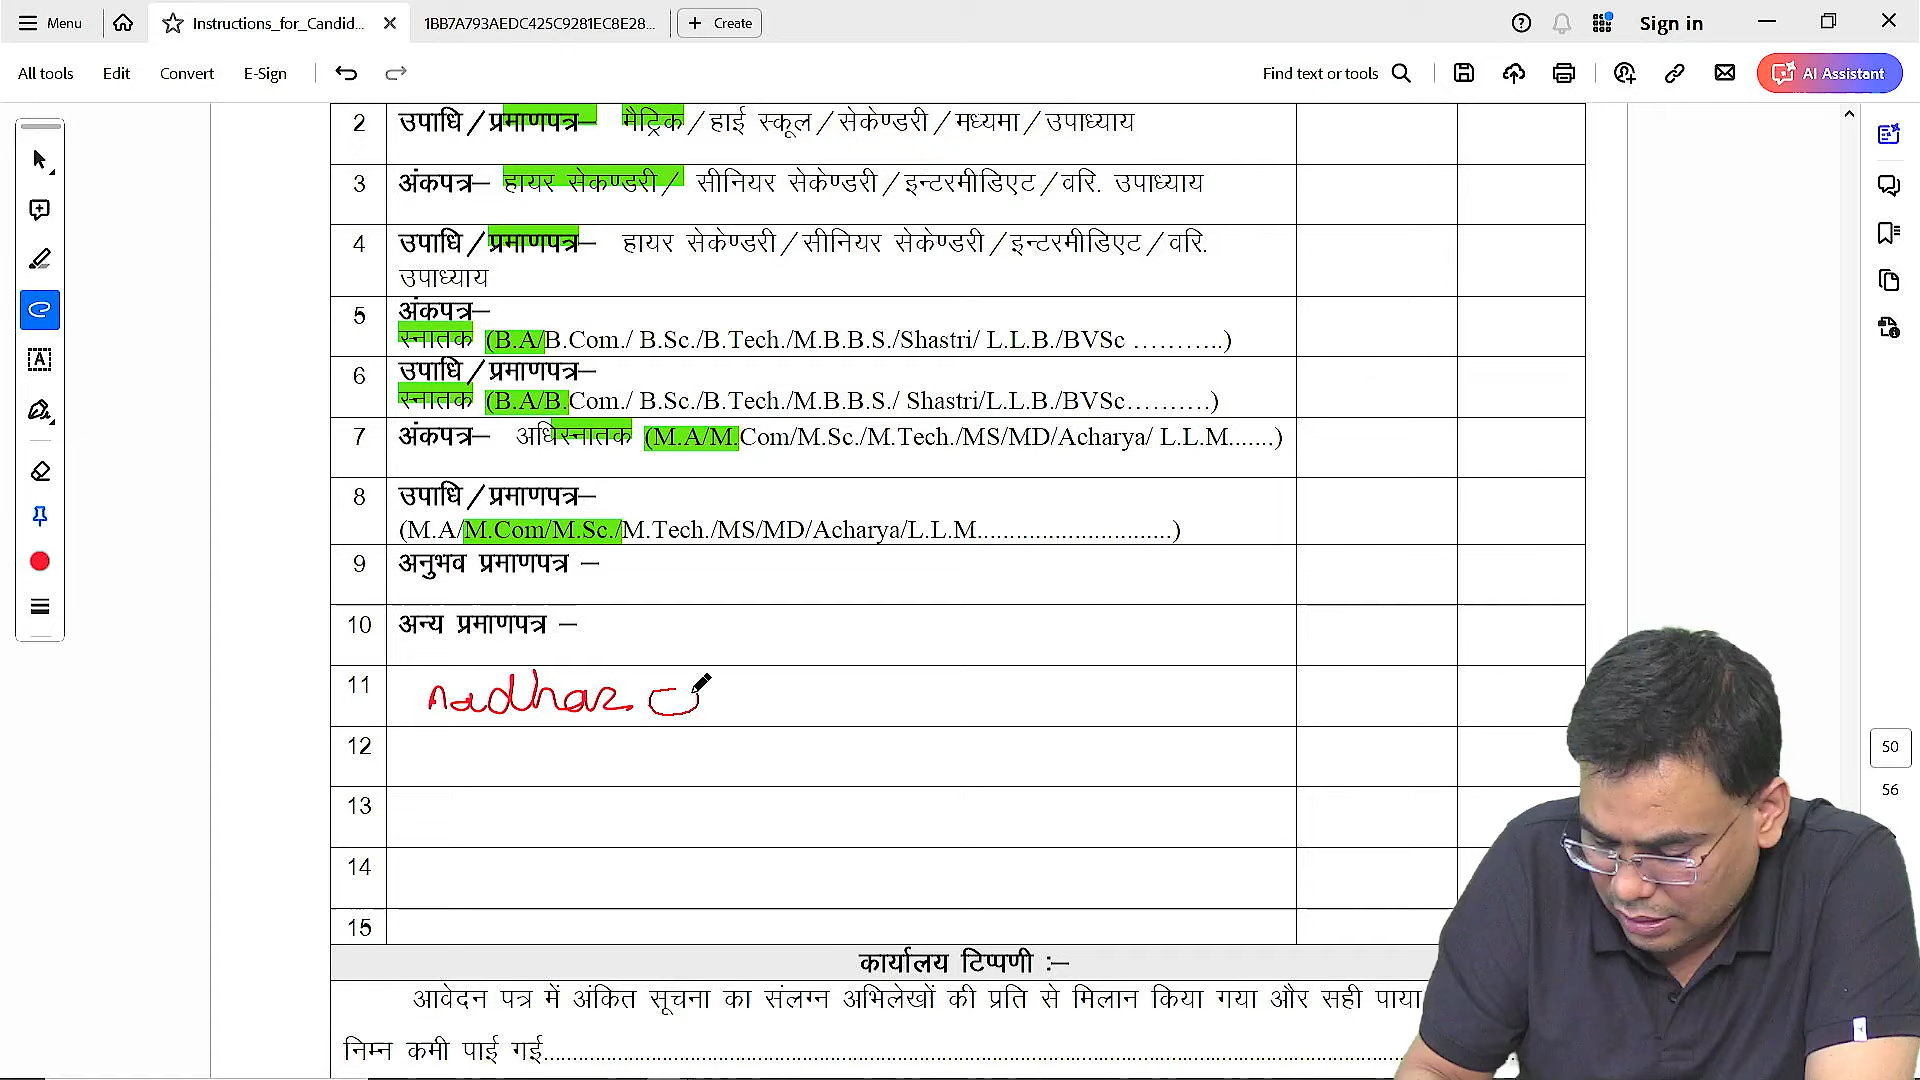 Menu
Instructions_for_Candid...
1BB7A793AEDC425C9281EC8E28...
Create
Sign in
All tools
Edit
Convert
E-Sign
Find text or tools
AI Assistant
2 उपाधि/प्रमाणपत्र– मैट्रिक/हाई स्कूल/सेकेण्डरी/मध्यमा/उपाध्याय
3 अंकपत्र– हायर सेकण्डरी/ सीनियर सेकेण्डरी/इन्टरमीडिएट/वरि. उपाध्याय
4 उपाधि/प्रमाणपत्र– हायर सेकेण्डरी/सीनियर सेकेण्डरी/इन्टरमीडिएट/वरि.
उपाध्याय
5 अंकपत्र–
स्नातक (B.A/B.Com./ B.Sc./B.Tech./M.B.B.S./Shastri/ L.L.B./BVSc ………..)
6 उपाधि/प्रमाणपत्र–
स्नातक (B.A/B.Com./ B.Sc./B.Tech./M.B.B.S./ Shastri/L.L.B./BVSc……….)
7 अंकपत्र– अधिस्नातक (M.A/M.Com/M.Sc./M.Tech./MS/MD/Acharya/ L.L.M.......)
8 उपाधि/प्रमाणपत्र–
(M.A/M.Com/M.Sc./M.Tech./MS/MD/Acharya/L.L.M..............................)
9 अनुभव प्रमाणपत्र –
10 अन्य प्रमाणपत्र –
11 Aadhar
12
13
14
15
50
56
कार्यालय टिप्पणी :–
आवेदन पत्र में अंकित सूचना का संलग्न अभिलेखों की प्रति से मिलान किया गया और सही पाया
निम्न कमी पाई गई....................................................................................